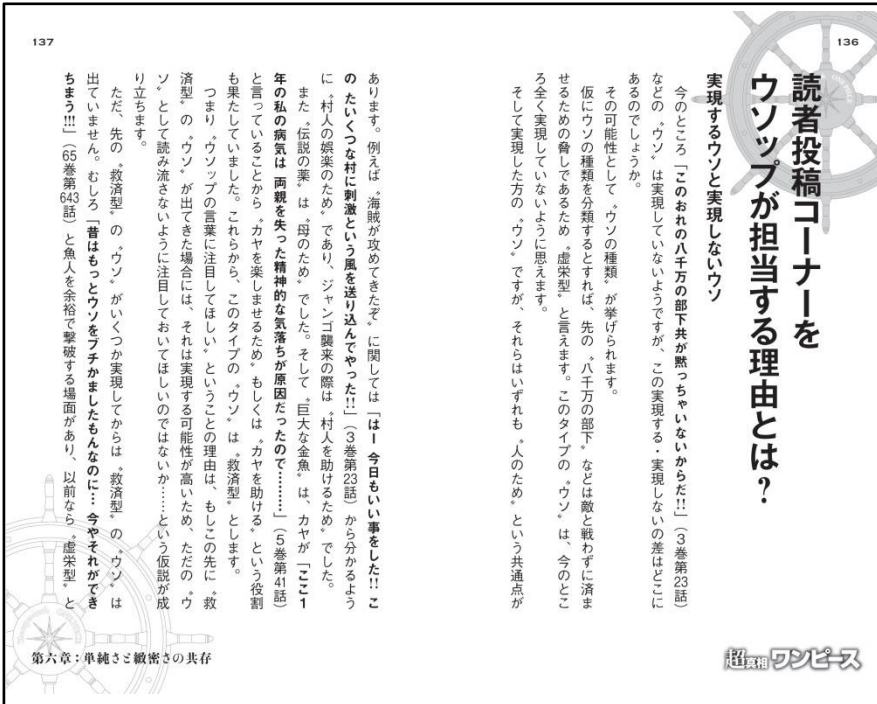 136
読者投稿コーナーを
ウソップが担当する理由とは?
実現するウソと実現しないウソ
今のところ「このおれの八千万の部下共が黙っちゃいないからだ!!」(3巻第23話)
などの〝ウソ〟は実現していないようですが、この実現する・実現しないの差はどこに
あるのでしょうか。
その可能性として、〝ウソの種類〟が挙げられます。
仮にウソの種類を分類するとすれば、先の〝八千万の部下〟などは敵と戦わずに済ま
せるための脅しであるため〝虚栄型〟と言えます。このタイプの〝ウソ〟は、今のとこ
ろ全く実現していないように思えます。
そして実現した方の〝ウソ〟ですが、それらはいずれも〝人のため〟という共通点が
超真相 ワンピース
137
あります。例えば〝海賊が攻めてきたぞ〟に関しては「はー 今日もいい事をした!! こ
の たいくつな村に刺激という風を送り込んでやった!!」(3巻第23話)から分かるよう
に〝村人の娯楽のため〟であり、ジャンゴ襲来の際は〝村人を助けるため〟でした。
また〝伝説の薬〟は〝母のため〟でした。そして〝巨大な金魚〟は、カヤが「ここ1
年の私の病気は 両親を失った精神的な気落ちが原因だったので………」(5巻第41話)
と言っていることから〝カヤを楽しませるため〟もしくは〝カヤを助ける〟という役割
も果たしていました。これらから、このタイプの〝ウソ〟は〝救済型〟とします。
つまり〝ウソップの言葉に注目してほしい〟ということの理由は、もしこの先に〝救
済型〟の〝ウソ〟が出てきた場合には、それは実現する可能性が高いため、ただの〝ウ
ソ〟として読み流さないように注目しておいてほしいのではないか……という仮説が成
り立ちます。
ただ、先の〝救済型〟の〝ウソ〟がいくつか実現してからは〝救済型〟の〝ウソ〟は
出ていません。むしろ「昔はもっとウソをブチかましたもんなのに… 今やそれができ
ちまう!!!」(65巻第643話)と魚人を余裕で撃破する場面があり、以前なら〝虚栄型〟と
第六章:単純さと緻密さの共存